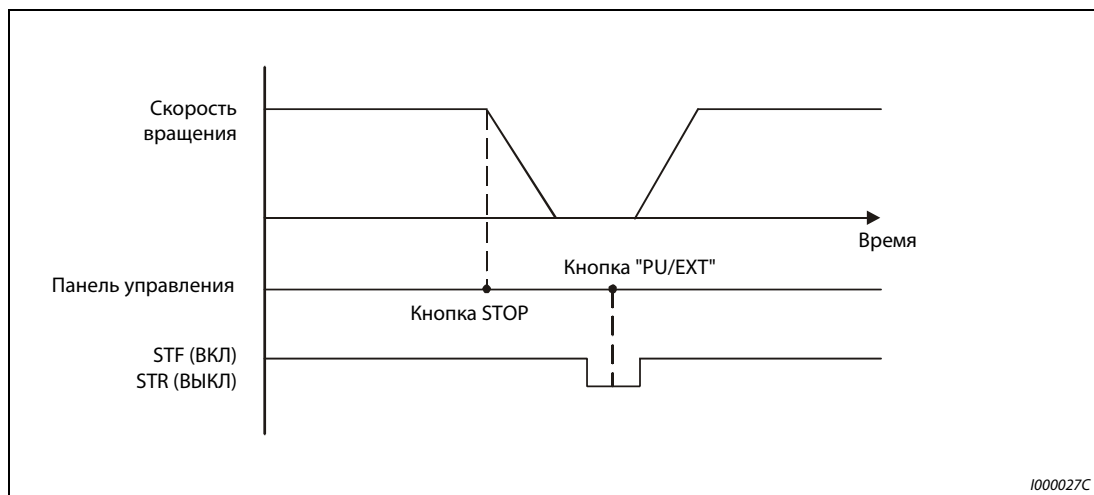 Скорость
вращения
Время
Кнопка "PU/EXT"
Панель управления
Кнопка STOP
STF (ВКЛ)
STR (ВЫКЛ)
I000027C